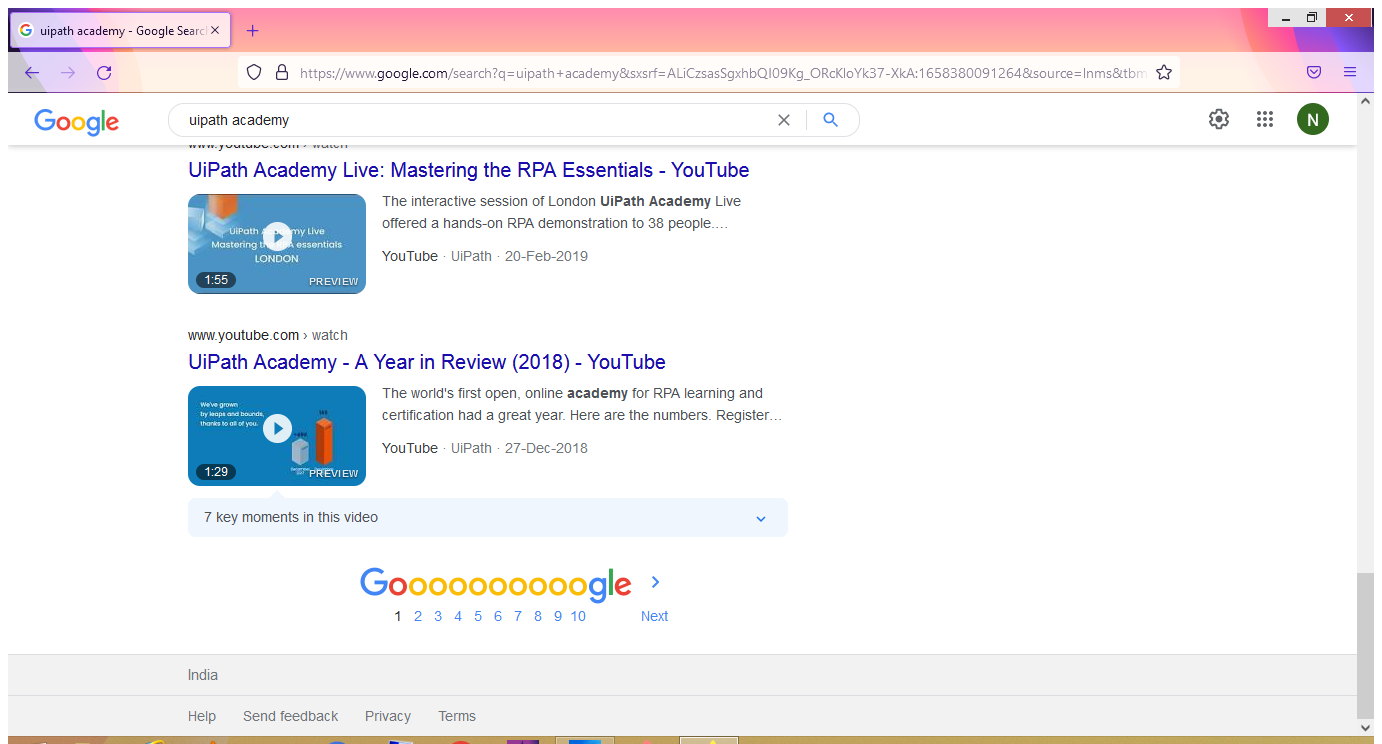 uipath academy - Google Searc
https://www.google.com/search?q=uipath+academy&sxsrf=ALiCzsasSgxhbQI09Kg_ORcKloYk37-XkA:1658380091264&source=lnms&tbm
Google
uipath academy
N
www.youtube.com › watch
UiPath Academy Live: Mastering the RPA Essentials - YouTube
UiPath Academy Live
Mastering the RPA essentials
LONDON
1:55
PREVIEW
The interactive session of London UiPath Academy Live
offered a hands-on RPA demonstration to 38 people....
YouTube · UiPath · 20-Feb-2019
www.youtube.com › watch
UiPath Academy - A Year in Review (2018) - YouTube
We've grown
by leaps and bounds,
thanks to all of you.
1:29
PREVIEW
The world's first open, online academy for RPA learning and
certification had a great year. Here are the numbers. Register...
YouTube · UiPath · 27-Dec-2018
7 key moments in this video
Goooooooooogle >
1 2 3 4 5 6 7 8 9 10 Next
India
Help Send feedback Privacy Terms